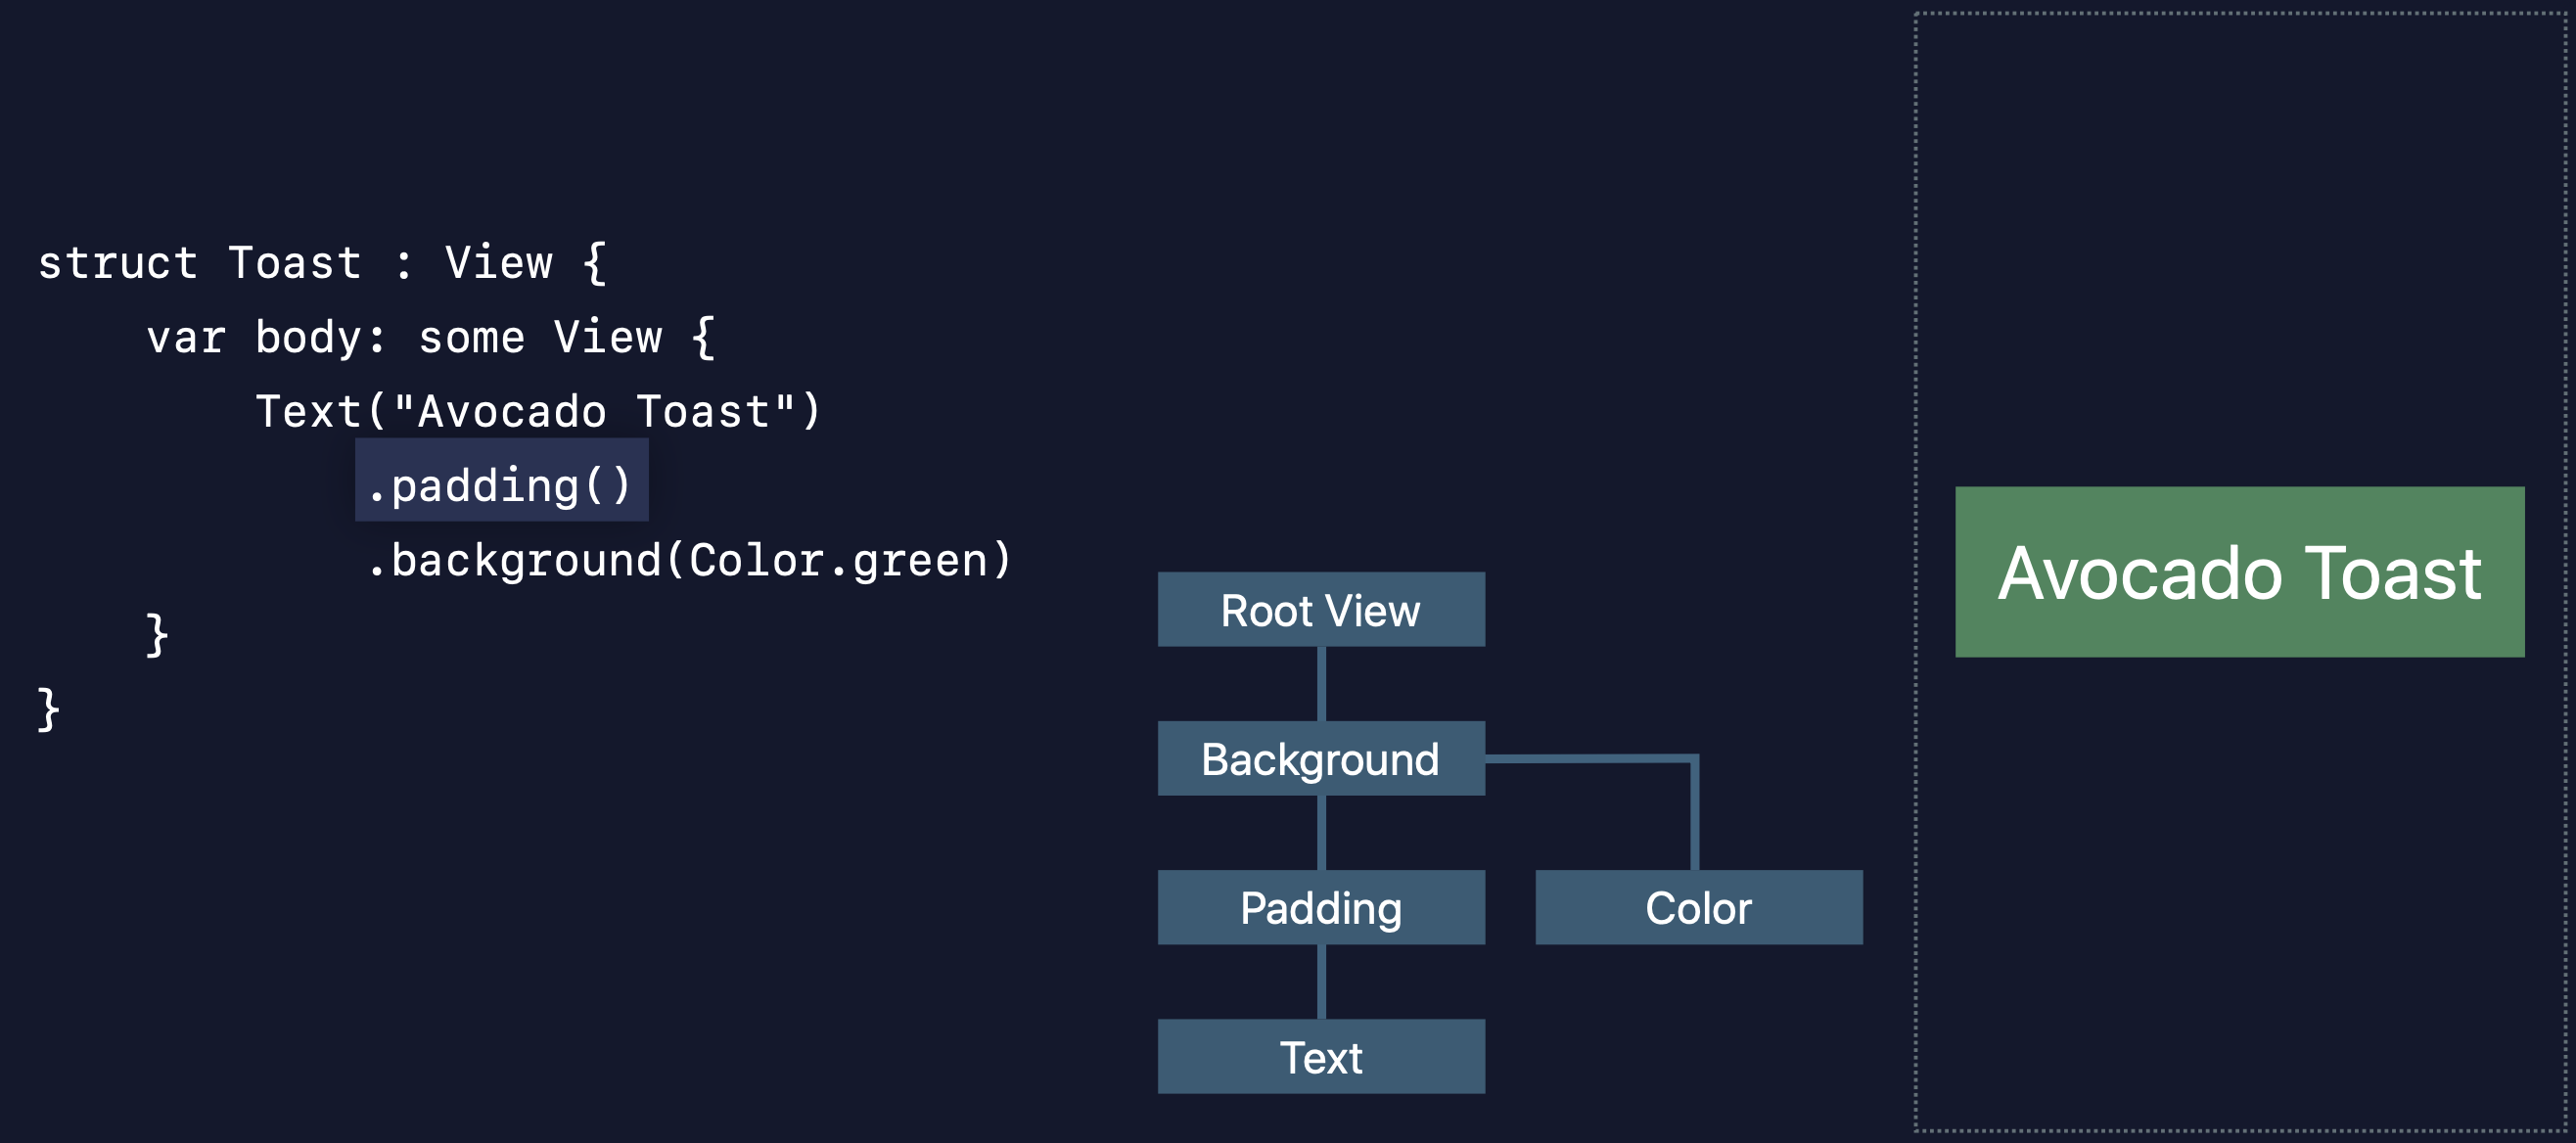 struct Toast : View {
    var body: some View {
        Text("Avocado Toast")
            .padding()
            .background(Color.green)
    }
}
Root View
Background
Padding
Color
Text
Avocado Toast